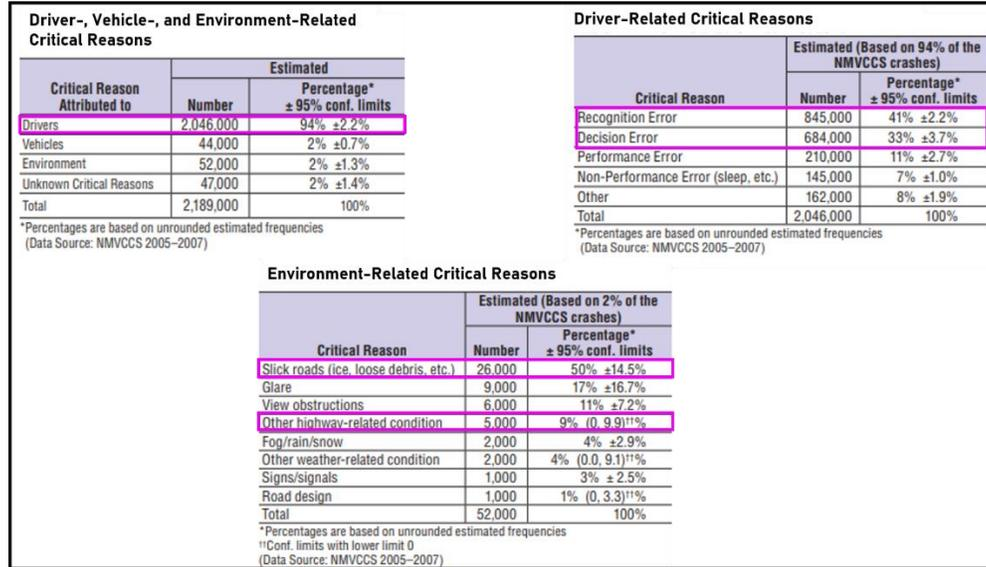 Driver-, Vehicle-, and Environment-Related
Critical Reasons
Estimated
Critical Reason
Attributed to Number Percentage*
± 95% conf. limits
Drivers 2,046,000 94% ±2.2%
Vehicles 44,000 2% ±0.7%
Environment 52,000 2% ±1.3%
Unknown Critical Reasons 47,000 2% ±1.4%
Total 2,189,000 100%
*Percentages are based on unrounded estimated frequencies
(Data Source: NMVCCS 2005–2007)
Driver-Related Critical Reasons
Estimated (Based on 94% of the
NMVCCS crashes)
Critical Reason Number Percentage*
± 95% conf. limits
Recognition Error 845,000 41% ±2.2%
Decision Error 684,000 33% ±3.7%
Performance Error 210,000 11% ±2.7%
Non-Performance Error (sleep, etc.) 145,000 7% ±1.0%
Other 162,000 8% ±1.9%
Total 2,046,000 100%
*Percentages are based on unrounded estimated frequencies
(Data Source: NMVCCS 2005–2007)
Environment-Related Critical Reasons
Estimated (Based on 2% of the
NMVCCS crashes)
Critical Reason Number Percentage*
± 95% conf. limits
Slick roads (ice, loose debris, etc.) 26,000 50% ±14.5%
Glare 9,000 17% ±16.7%
View obstructions 6,000 11% ±7.2%
Other highway-related condition 5,000 9% (0, 9.9)††%
Fog/rain/snow 2,000 4% ±2.9%
Other weather-related condition 2,000 4% (0.0, 9.1)††%
Signs/signals 1,000 3% ± 2.5%
Road design 1,000 1% (0, 3.3)††%
Total 52,000 100%
*Percentages are based on unrounded estimated frequencies
††Conf. limits with lower limit 0
(Data Source: NMVCCS 2005–2007)